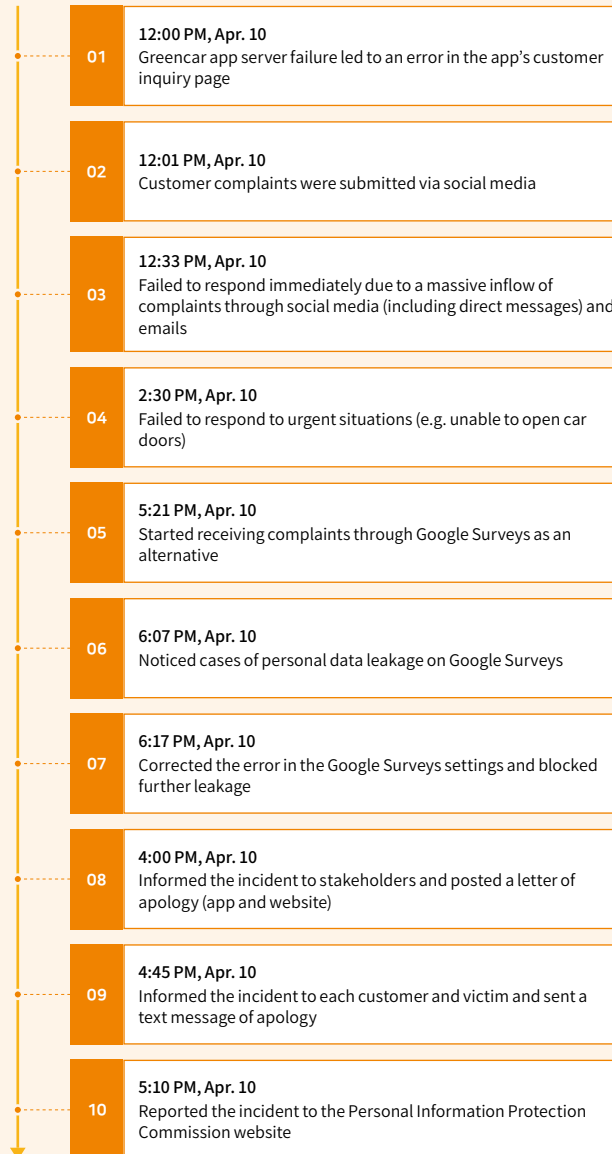 01
12:00 PM, Apr. 10
Greencar app server failure led to an error in the app's customer
inquiry page
02
12:01 PM, Apr. 10
Customer complaints were submitted via social media
03
12:33 PM, Apr. 10
Failed to respond immediately due to a massive inflow of
complaints through social media (including direct messages) and
emails
04
2:30 PM, Apr. 10
Failed to respond to urgent situations (e.g. unable to open car
doors)
05
5:21 PM, Apr. 10
Started receiving complaints through Google Surveys as an
alternative
06
6:07 PM, Apr. 10
Noticed cases of personal data leakage on Google Surveys
07
6:17 PM, Apr. 10
Corrected the error in the Google Surveys settings and blocked
further leakage
08
4:00 PM, Apr. 10
Informed the incident to stakeholders and posted a letter of
apology (app and website)
09
4:45 PM, Apr. 10
Informed the incident to each customer and victim and sent a
text message of apology
10
5:10 PM, Apr. 10
Reported the incident to the Personal Information Protection
Commission website